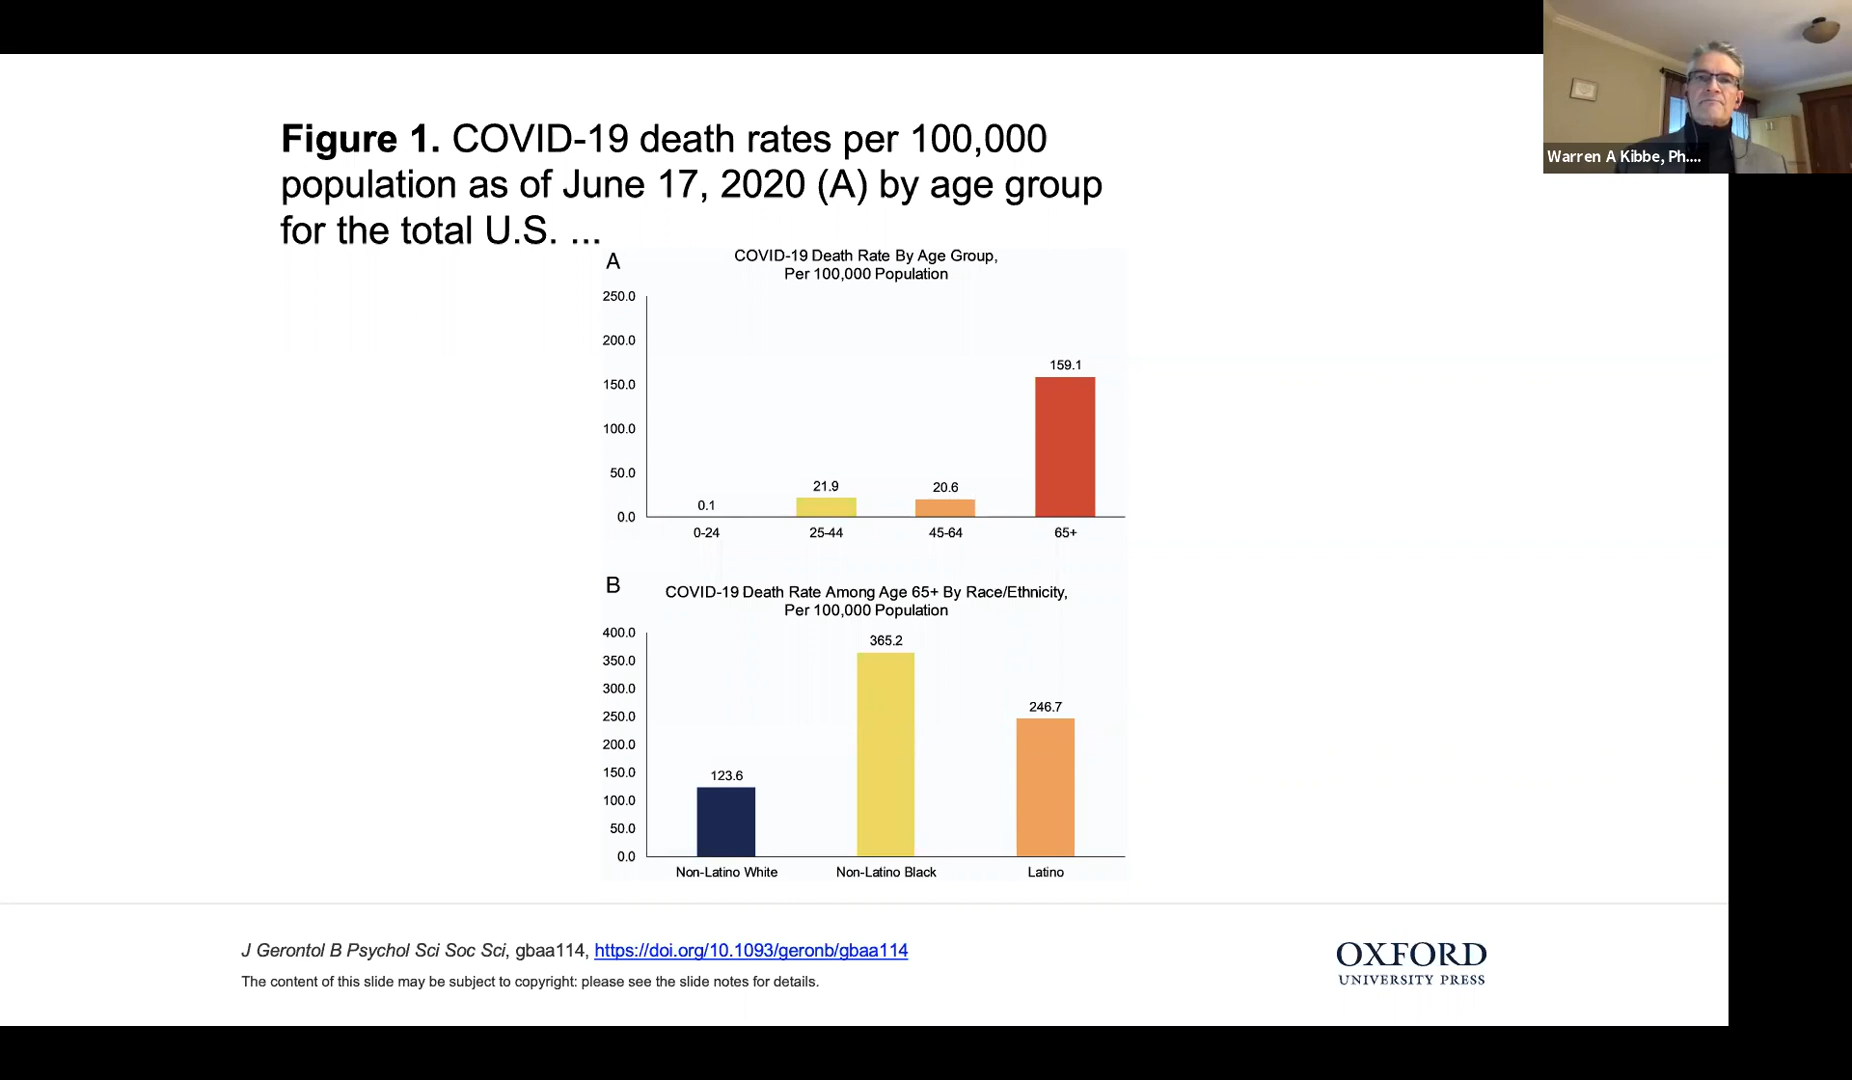 Figure 1. COVID-19 death rates per 100,000
population as of June 17, 2020 (A) by age group
for the total U.S. ...
A
COVID-19 Death Rate By Age Group,
Per 100,000 Population
250.0
200.0
150.0
100.0
50.0
0.0
0.1
21.9
20.6
159.1
0-24
25-44
45-64
65+
B
COVID-19 Death Rate Among Age 65+ By Race/Ethnicity,
Per 100,000 Population
400.0
350.0
300.0
250.0
200.0
150.0
100.0
50.0
0.0
123.6
365.2
246.7
Non-Latino White
Non-Latino Black
Latino
J Gerontol B Psychol Sci Soc Sci, gbaa114, https://doi.org/10.1093/geronb/gbaa114
The content of this slide may be subject to copyright: please see the slide notes for details.
OXFORD
UNIVERSITY PRESS
Warren A Kibbe, Ph....